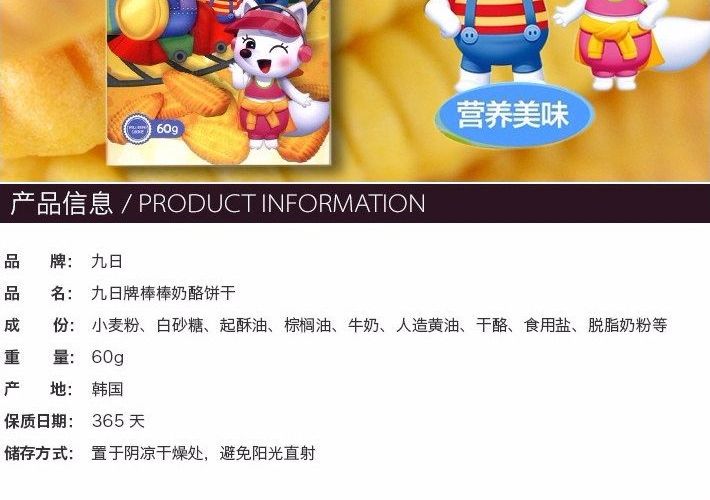 60g
营养美味
产品信息 / PRODUCT INFORMATION
品 牌： 九日
品 名： 九日牌棒棒奶酪饼干
成 份： 小麦粉、白砂糖、起酥油、棕榈油、牛奶、人造黄油、干酪、食用盐、脱脂奶粉等
重 量： 60g
产 地： 韩国
保质日期： 365 天
储存方式： 置于阴凉干燥处，避免阳光直射